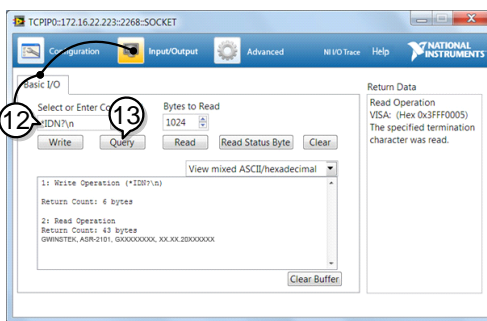 TCPIP0::172.16.22.223::2268::SOCKET
Configuration Input/Output Advanced NI I/O Trace Help NATIONAL INSTRUMENTS
Basic I/O
Return Data
Select or Enter Co
Bytes to Read
12
*IDN?\n
13
1024
Write Query Read Read Status Byte Clear
View mixed ASCII/hexadecimal
Read Operation
VISA: (Hex 0x3FFF0005)
The specified termination
character was read.
1: Write Operation (*IDN?\n)
Return Count: 6 bytes
2: Read Operation
Return Count: 43 bytes
GWINSTEK, ASR-2101, GXXXXXXXX, XX.XX.20XXXXXX
Clear Buffer